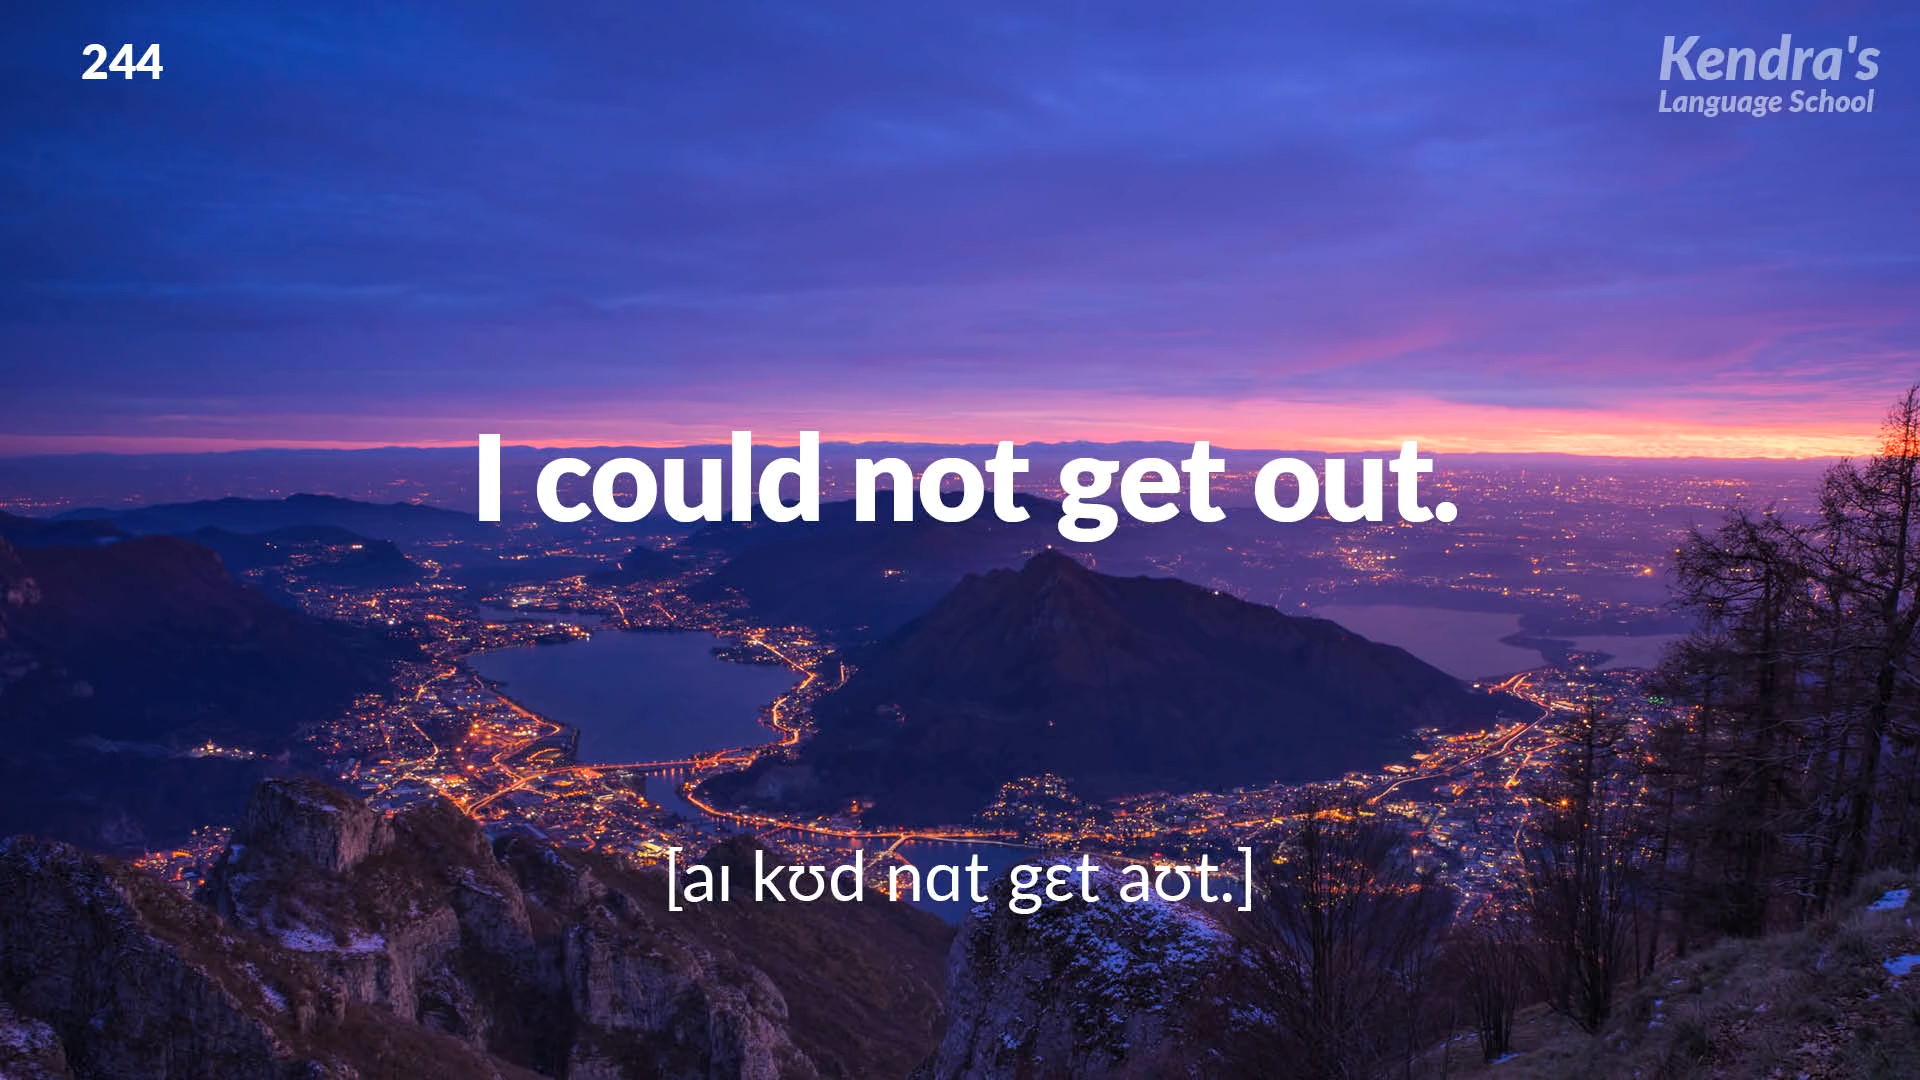 244
Kendra's
Language School
I could not get out.
[aɪ kʊd nɑt gɛt aʊt.]